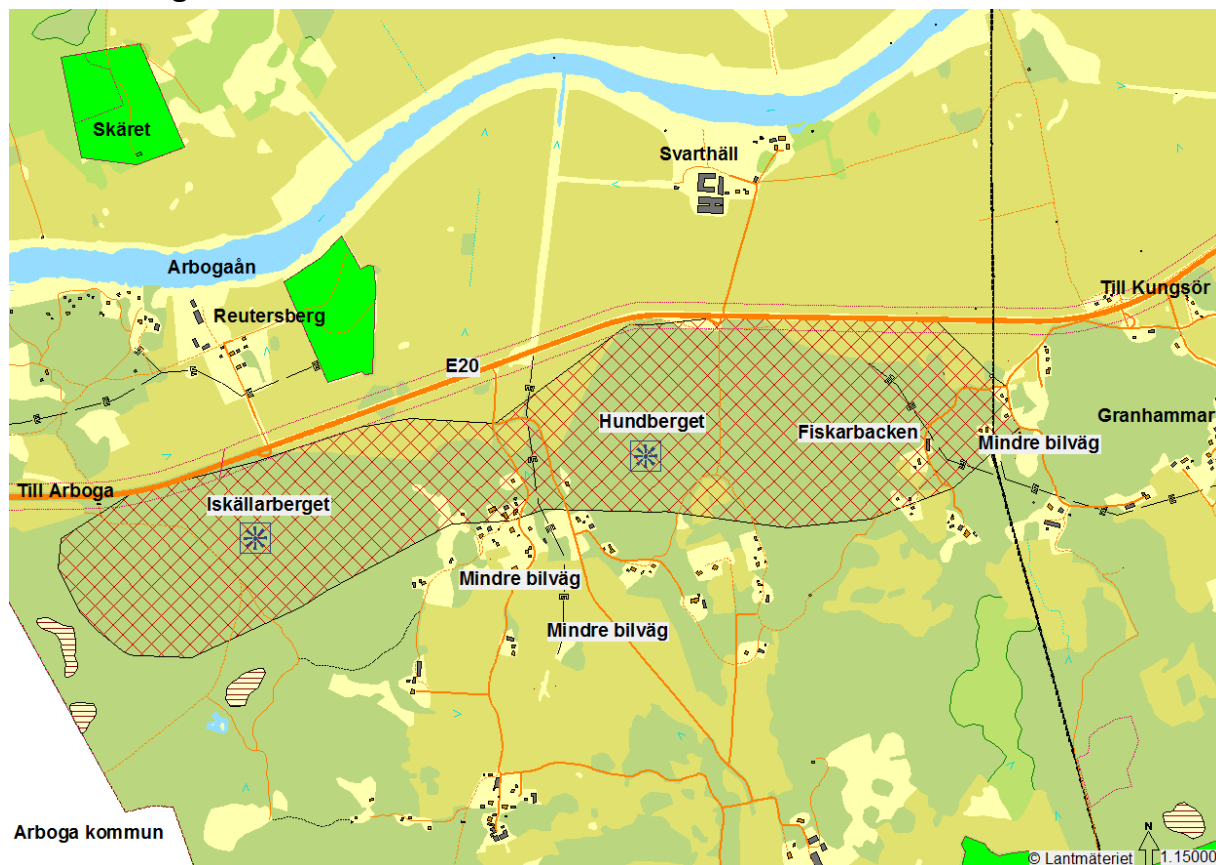 Skäret
Svarthäll
Arbogaån
Reutersberg
Till Kungsör
E20
Hundberget
Fiskarbacken
Granhammar
Mindre bilväg
Till Arboga
Iskällarberget
Mindre bilväg
Mindre bilväg
Arboga kommun
N
© Lantmäteriet
1:15000